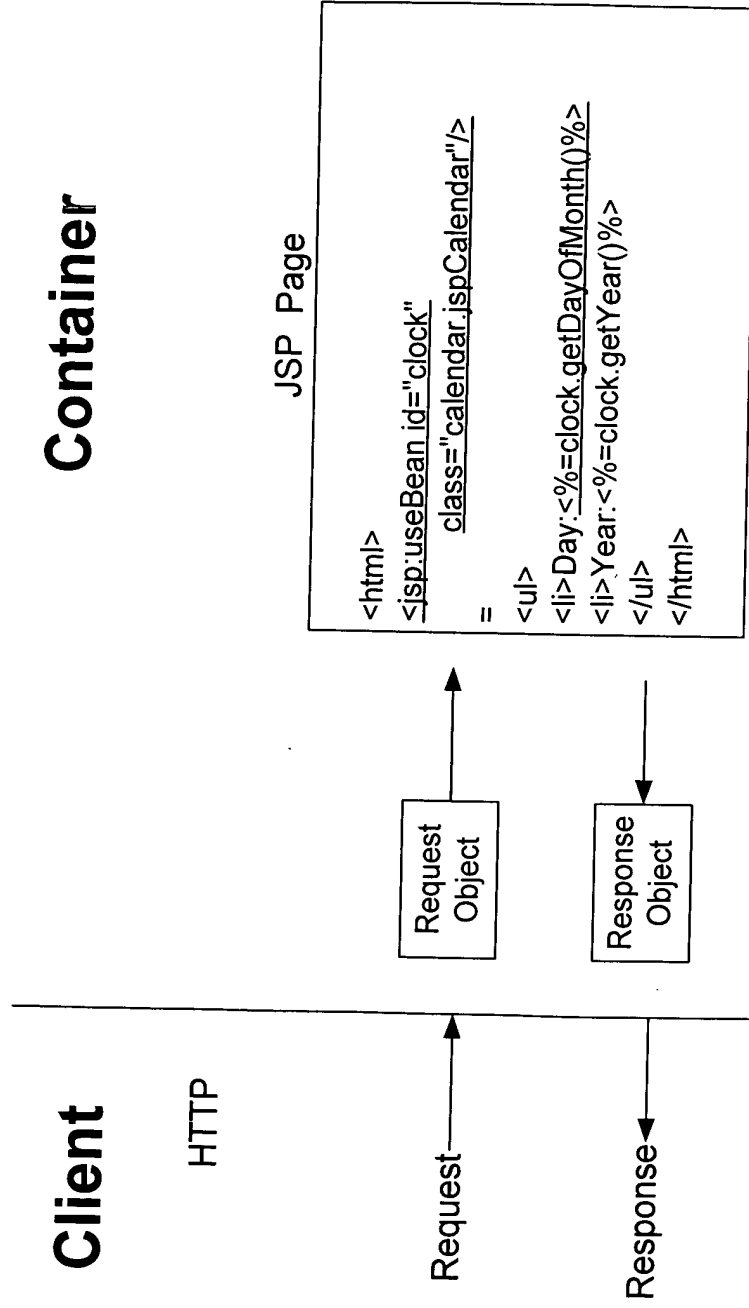 Client
Container
HTTP
JSP Page
Request
Request
Object
Response
Response
Object
<html>
<jsp:useBean id="clock"
class="calendar.jspCalendar"/>
=
<ul>
<li>Day:<%=clock.getDayOfMonth()%>
<li>Year:<%=clock.getYear()%>
</ul>
</html>